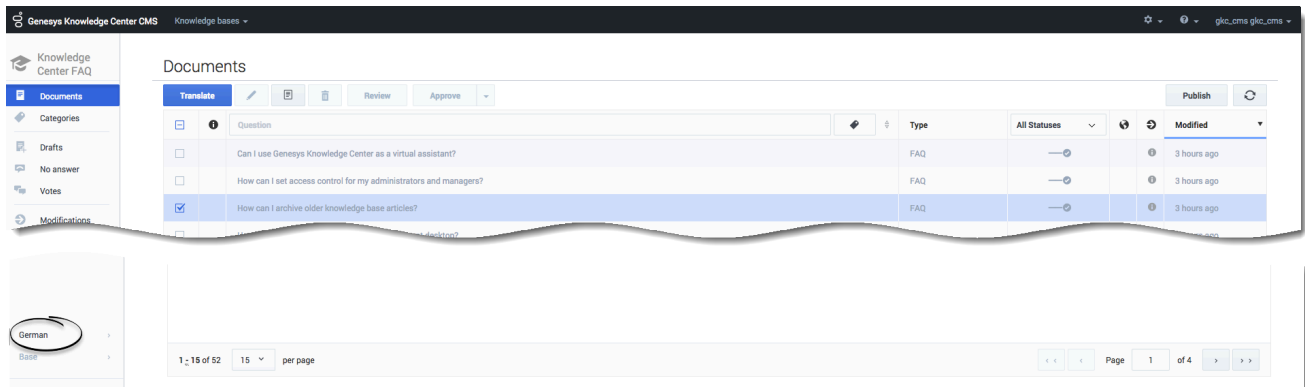 Genesys Knowledge Center CMS Knowledge bases gkc_cms gkc_cms
Knowledge
Center FAQ
Documents
Documents
Categories
Drafts
No answer
Votes
Modifications
Translate Review Approve Publish
Question Type All Statuses Modified
Can I use Genesys Knowledge Center as a virtual assistant? FAQ 3 hours ago
How can I set access control for my administrators and managers? FAQ 3 hours ago
How can I archive older knowledge base articles? FAQ 3 hours ago
desktop?
German
Base
1 - 15 of 52 15 per page Page 1 of 4